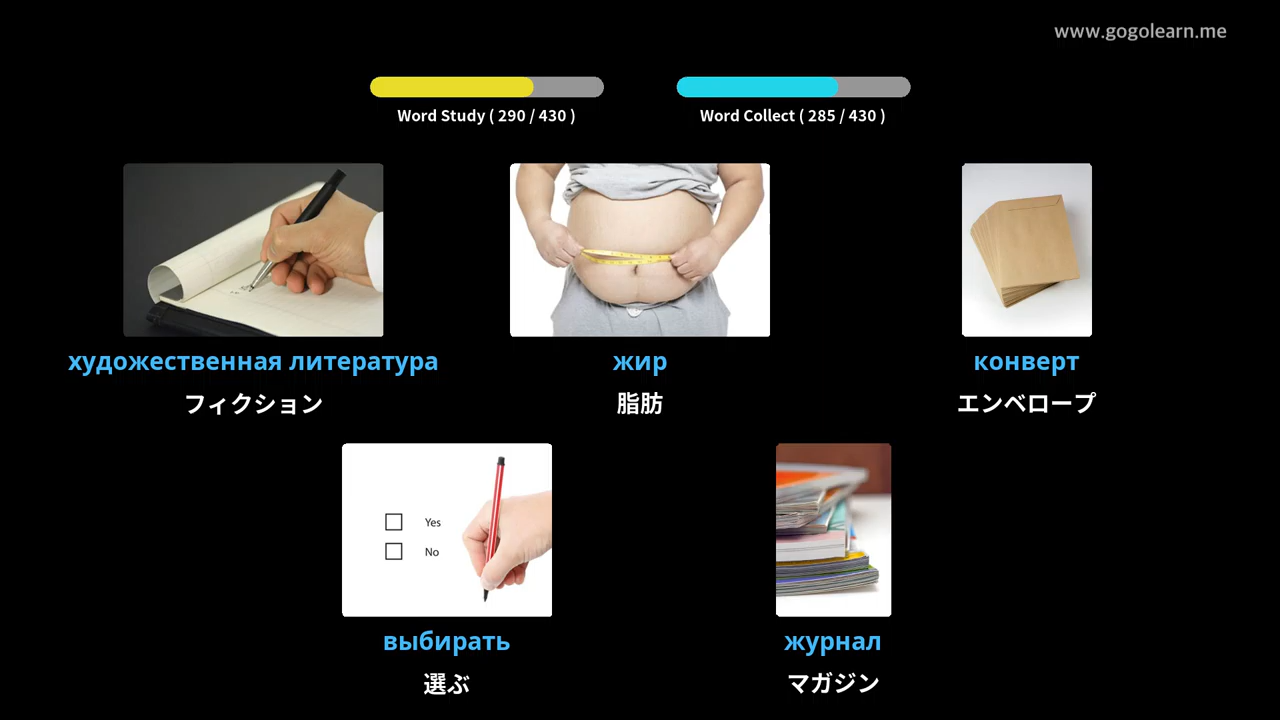 www.gogolearn.me
Word Study ( 290 / 430 )
Word Collect ( 285 / 430 )
художественная литература
フィクション
жир
脂肪
конверт
エンベロープ
Yes
No
выбирать
選ぶ
журнал
マガジン